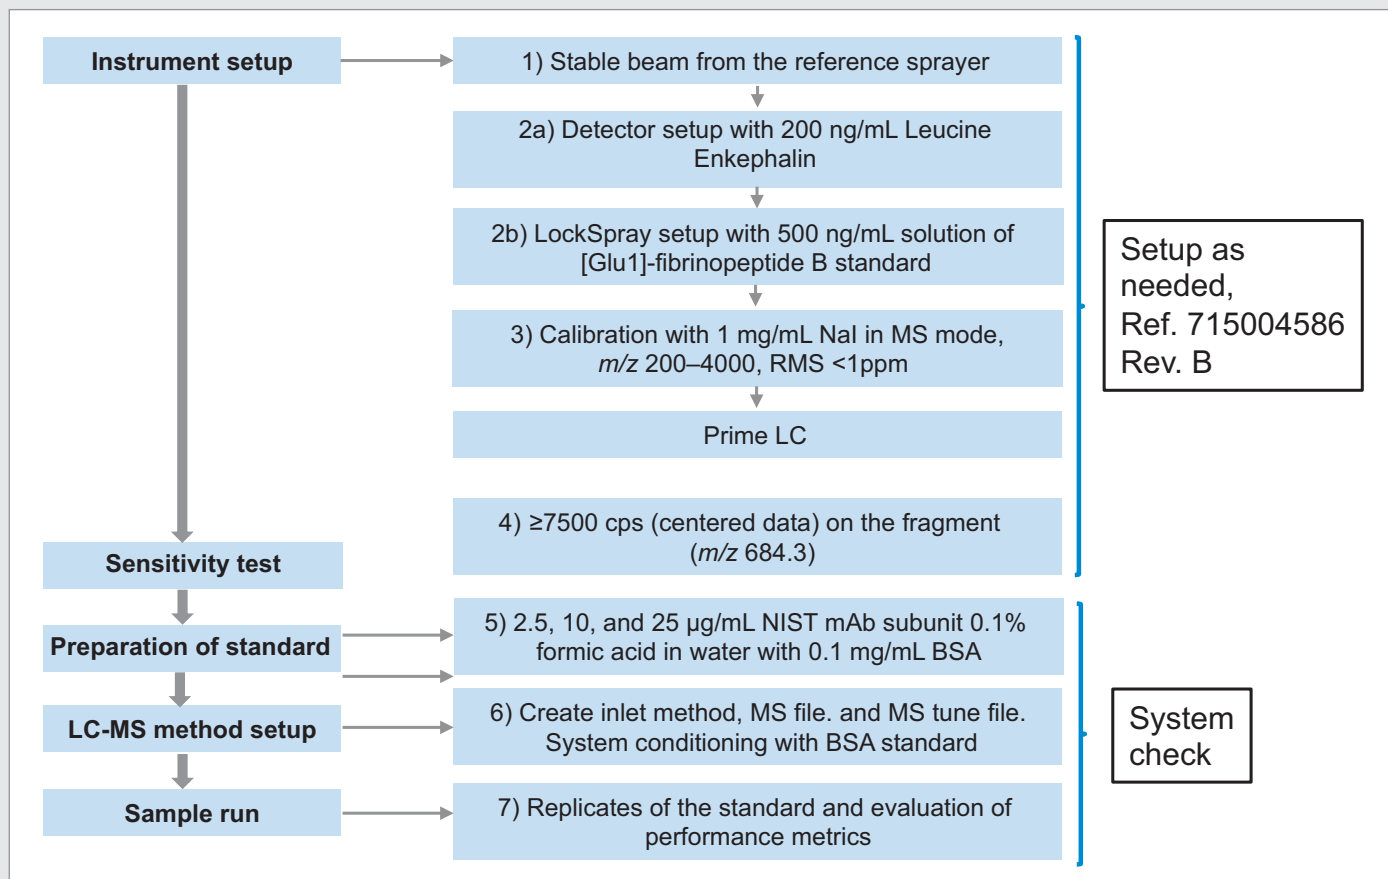 Instrument setup
1) Stable beam from the reference sprayer
2a) Detector setup with 200 ng/mL Leucine
Enkephalin
2b) LockSpray setup with 500 ng/mL solution of
[Glu1]-fibrinopeptide B standard
3) Calibration with 1 mg/mL NaI in MS mode,
m/z 200–4000, RMS <1ppm
Prime LC
Setup as
needed,
Ref. 715004586
Rev. B
Sensitivity test
4) ≥7500 cps (centered data) on the fragment
(m/z 684.3)
Preparation of standard
5) 2.5, 10, and 25 µg/mL NIST mAb subunit 0.1%
formic acid in water with 0.1 mg/mL BSA
LC-MS method setup
6) Create inlet method, MS file. and MS tune file.
System conditioning with BSA standard
Sample run
7) Replicates of the standard and evaluation of
performance metrics
System
check